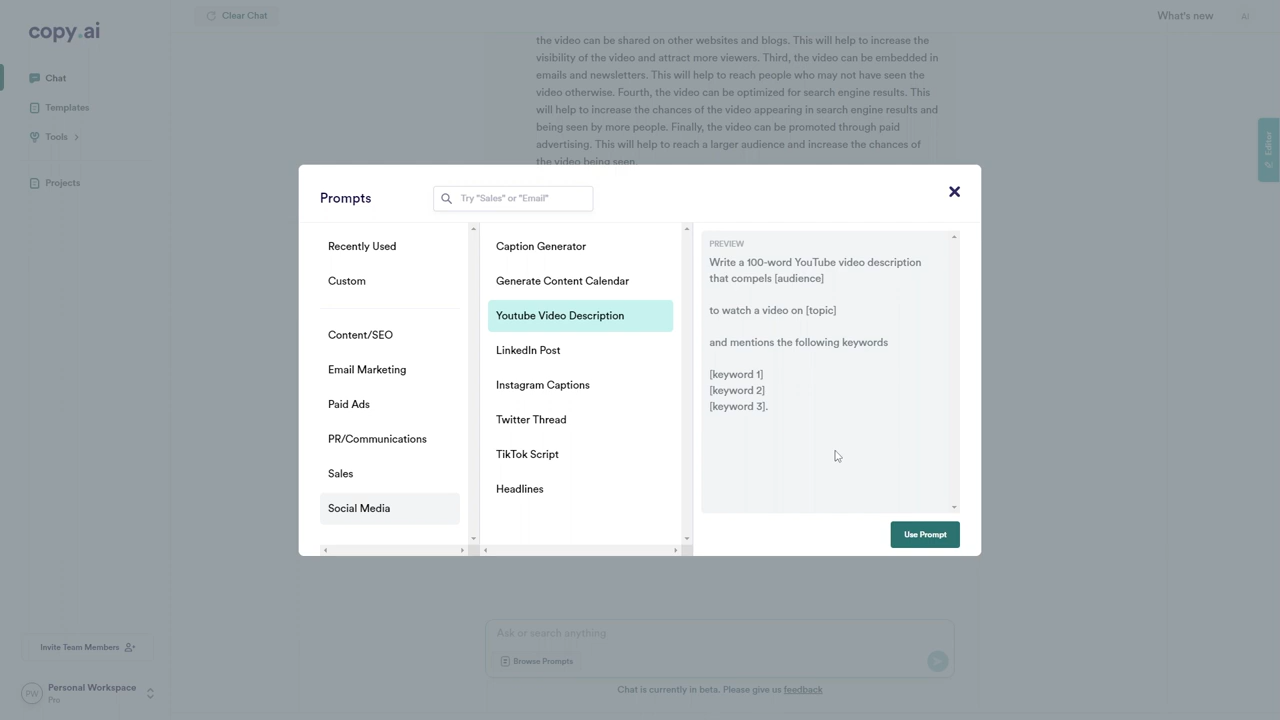 copy.ai
Clear Chat
What's new
AI
Chat
Templates
Tools
Projects
the video can be shared on other websites and blogs. This will help to increase the
visibility of the video and attract more viewers. Third, the video can be embedded in
emails and newsletters. This will help to reach people who may not have seen the
video otherwise. Fourth, the video can be optimized for search engine results. This
will help to increase the chances of the video appearing in search engine results and
being seen by more people. Finally, the video can be promoted through paid
advertising. This will help to reach a larger audience and increase the chances of
the video being seen.
Editor
Prompts
Try "Sales" or "Email"
Recently Used
Custom
Content/SEO
Email Marketing
Paid Ads
PR/Communications
Sales
Social Media
Caption Generator
Generate Content Calendar
Youtube Video Description
LinkedIn Post
Instagram Captions
Twitter Thread
TikTok Script
Headlines
PREVIEW
Write a 100-word YouTube video description
that compels [audience]
to watch a video on [topic]
and mentions the following keywords
[keyword 1]
[keyword 2]
[keyword 3].
Use Prompt
Ask or search anything
Browse Prompts
Chat is currently in beta. Please give us feedback
Invite Team Members
PW
Personal Workspace
Pro